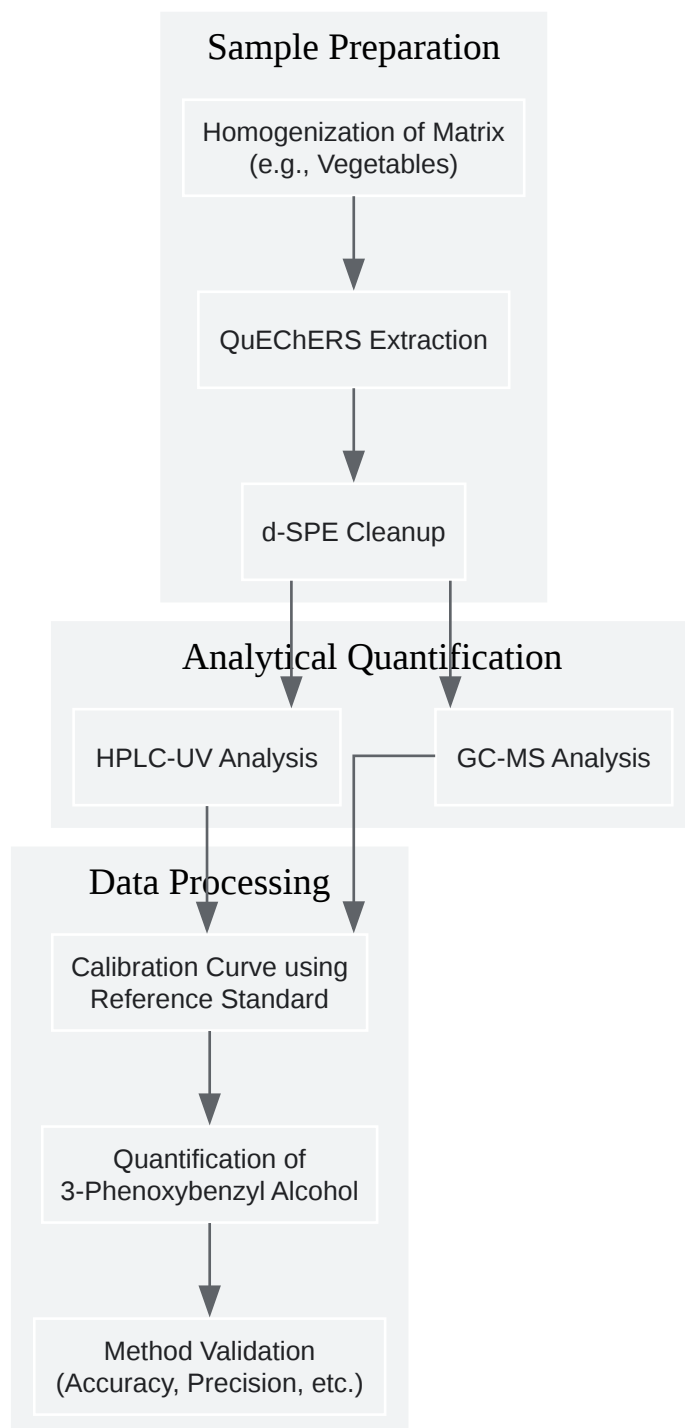 Sample Preparation
Homogenization of Matrix
(e.g., Vegetables)
QuEChERS Extraction
d-SPE Cleanup
Analytical Quantification
HPLC-UV Analysis
GC-MS Analysis
Data Processing
Calibration Curve using
Reference Standard
Quantification of
3-Phenoxybenzyl Alcohol
Method Validation
(Accuracy, Precision, etc.)